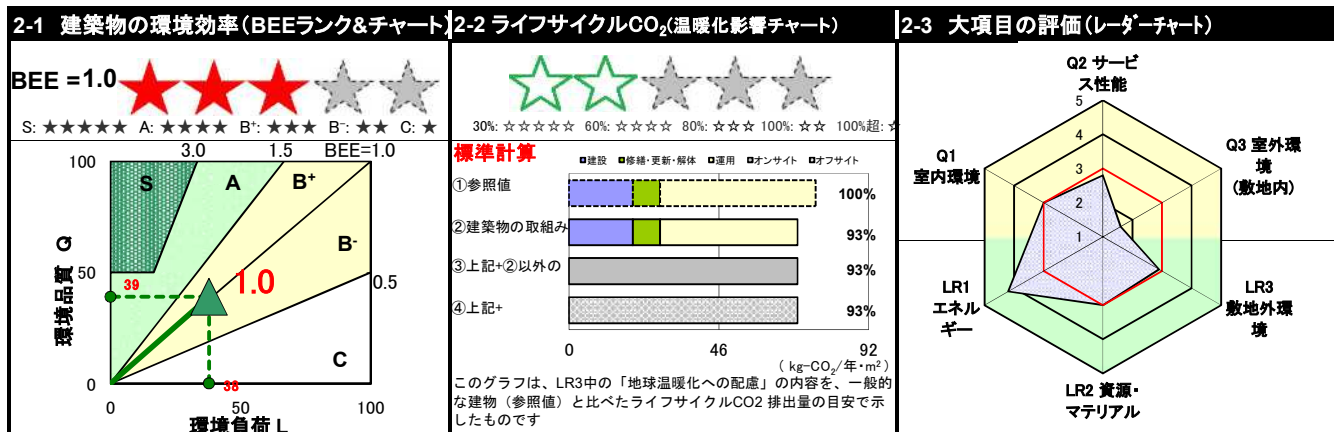 2-1 建築物の環境効率(BEEランク&チャート)
BEE = 1.0
S: ★★★★★ A: ★★★★ B+: ★★★ B-: ★★ C: ★
3.0 1.5 BEE=1.0
100
S A B+
B-
50
39
1.0
0.5
C
0
38
0 50 100
環境品質 Q
環境負荷 L
2-2 ライフサイクルCO2(温暖化影響チャート)
30%: ☆☆☆☆☆ 60%: ☆☆☆☆ 80%: ☆☆☆ 100%: ☆☆ 100%超: ☆
標準計算
■建設 ■修繕・更新・解体 □運用 ■オンサイト ■オフサイト
①参照値 100%
②建築物の取組み 93%
③上記+②以外の 93%
④上記+ 93%
0 46 92
( kg-CO2/年・m2 )
このグラフは、LR3中の「地球温暖化への配慮」の内容を、一般的
な建物(参照値)と比べたライフサイクルCO2 排出量の目安で示
したものです
2-3 大項目の評価(レーダーチャート)
Q2 サービ
ス性能
5
4
3
2
1
Q1
室内環境
Q3 室外環
境
(敷地内)
LR1
エネル
ギー
LR3
敷地外環
境
LR2 資源・
マテリアル